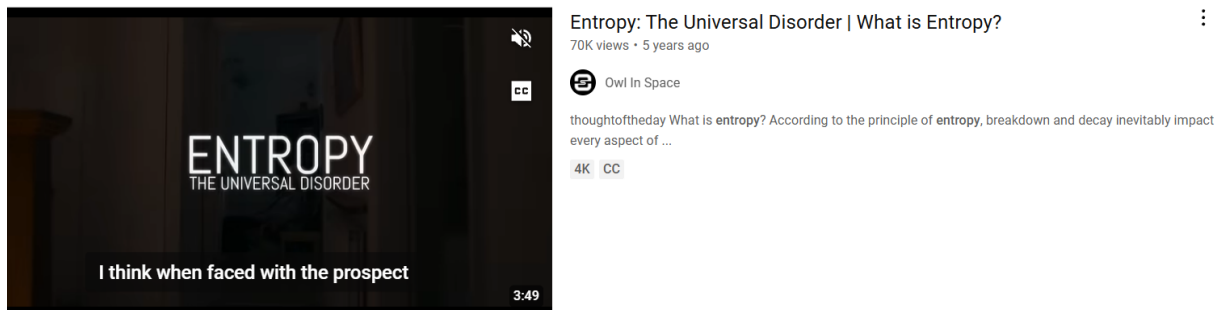 ENTROPY
THE UNIVERSAL DISORDER
CC
I think when faced with the prospect
3:49
Entropy: The Universal Disorder | What is Entropy?
70K views • 5 years ago
Owl In Space
thoughtoftheday What is entropy? According to the principle of entropy, breakdown and decay inevitably impact
every aspect of ...
4K CC